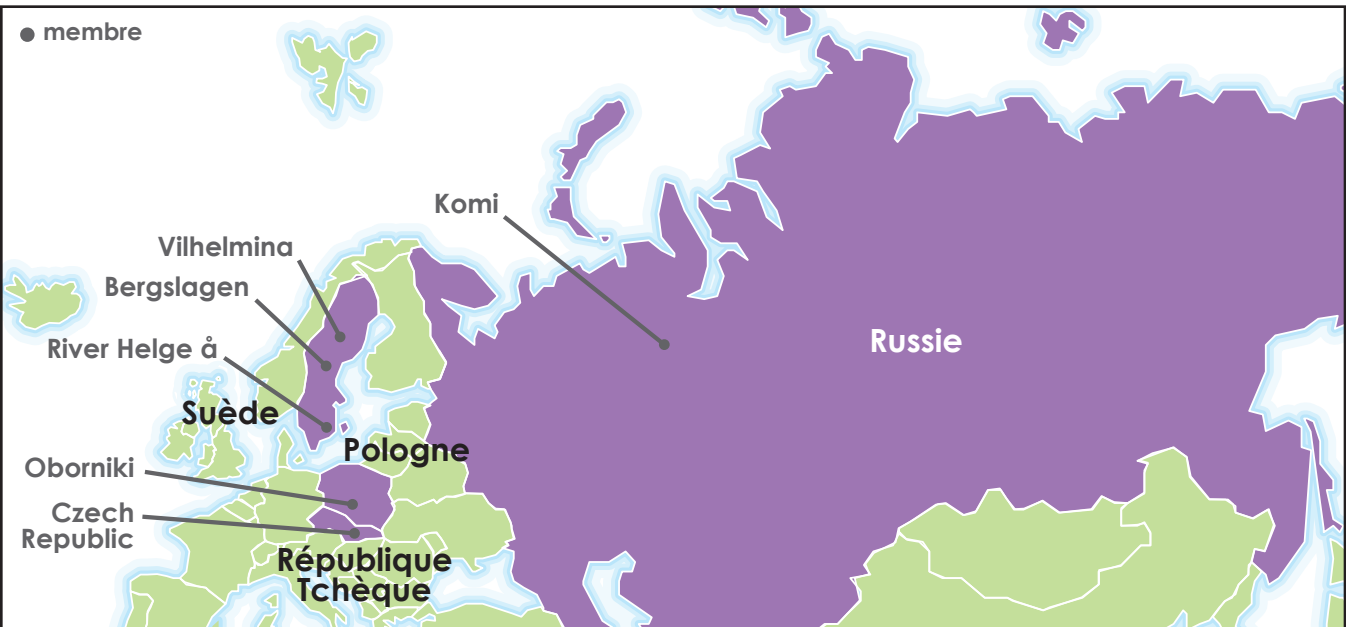 membre
Komi
Vilhelmina
Bergslagen
Russie
River Helge å
Suède
Pologne
Oborniki
Czech
Republic
République
Tchèque